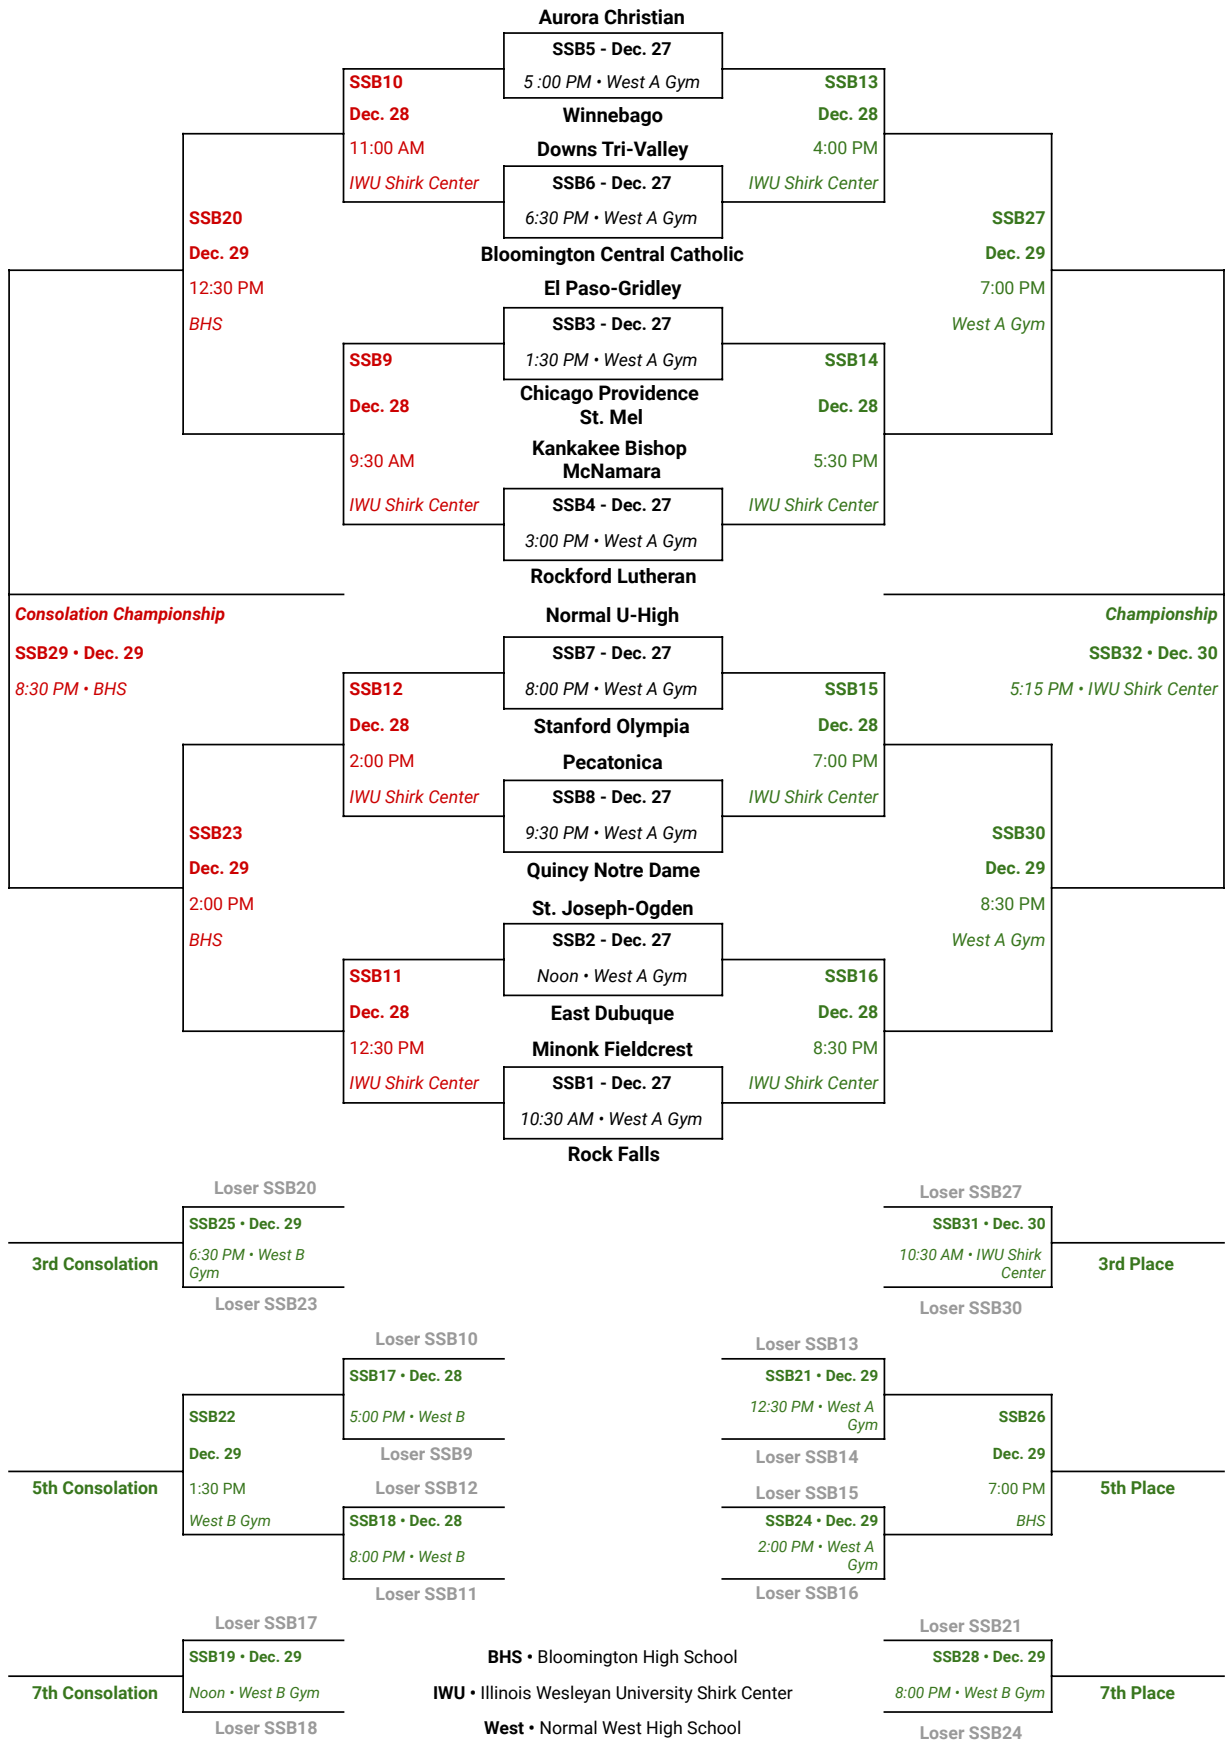 Aurora Christian
SSB5 - Dec. 27
5 :00 PM • West A Gym
Winnebago
SSB10
Dec. 28
11:00 AM
IWU Shirk Center
SSB13
Dec. 28
4:00 PM
IWU Shirk Center
Downs Tri-Valley
SSB6 - Dec. 27
6:30 PM • West A Gym
Bloomington Central Catholic
SSB20
Dec. 29
12:30 PM
BHS
SSB27
Dec. 29
7:00 PM
West A Gym
El Paso-Gridley
SSB3 - Dec. 27
1:30 PM • West A Gym
Chicago Providence
St. Mel
SSB9
Dec. 28
9:30 AM
IWU Shirk Center
SSB14
Dec. 28
5:30 PM
IWU Shirk Center
Kankakee Bishop
McNamara
SSB4 - Dec. 27
3:00 PM • West A Gym
Rockford Lutheran
Consolation Championship
SSB29 • Dec. 29
8:30 PM • BHS
Championship
SSB32 • Dec. 30
5:15 PM • IWU Shirk Center
Normal U-High
SSB7 - Dec. 27
8:00 PM • West A Gym
Stanford Olympia
SSB12
Dec. 28
2:00 PM
IWU Shirk Center
SSB15
Dec. 28
7:00 PM
IWU Shirk Center
Pecatonica
SSB8 - Dec. 27
9:30 PM • West A Gym
Quincy Notre Dame
SSB23
Dec. 29
2:00 PM
BHS
SSB30
Dec. 29
8:30 PM
West A Gym
St. Joseph-Ogden
SSB2 - Dec. 27
Noon • West A Gym
East Dubuque
SSB11
Dec. 28
12:30 PM
IWU Shirk Center
SSB16
Dec. 28
8:30 PM
IWU Shirk Center
Minonk Fieldcrest
SSB1 - Dec. 27
10:30 AM • West A Gym
Rock Falls
Loser SSB20
SSB25 • Dec. 29
6:30 PM • West B
Gym
Loser SSB23
3rd Consolation
Loser SSB27
SSB31 • Dec. 30
10:30 AM • IWU Shirk
Center
Loser SSB30
3rd Place
Loser SSB10
SSB17 • Dec. 28
5:00 PM • West B
Loser SSB9
Loser SSB12
SSB18 • Dec. 28
8:00 PM • West B
Loser SSB11
SSB22
Dec. 29
1:30 PM
West B Gym
5th Consolation
Loser SSB13
SSB21 • Dec. 29
12:30 PM • West A
Gym
Loser SSB14
Loser SSB15
SSB24 • Dec. 29
2:00 PM • West A
Gym
Loser SSB16
SSB26
Dec. 29
7:00 PM
BHS
5th Place
Loser SSB17
SSB19 • Dec. 29
Noon • West B Gym
Loser SSB18
7th Consolation
BHS • Bloomington High School
IWU • Illinois Wesleyan University Shirk Center
West • Normal West High School
Loser SSB21
SSB28 • Dec. 29
8:00 PM • West B Gym
Loser SSB24
7th Place